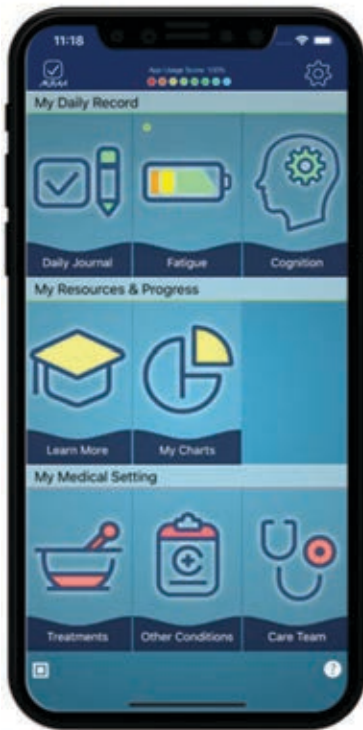 11:18
App Usage Score: 100%
My Daily Record
Daily Journal
Fatigue
Cognition
My Resources & Progress
Learn More
My Charts
My Medical Setting
Treatments
Other Conditions
Care Team
?